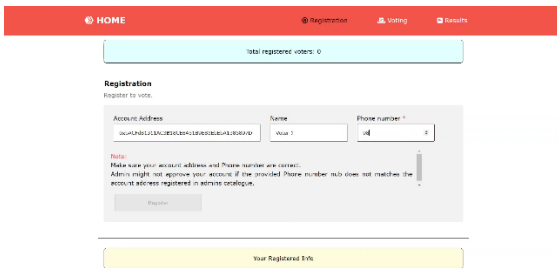 HOME
Registration
Voting
Results
Total registered voters: 0
Registration
Register to vote.
Account Address
Name
Phone number *
Note:
Make sure your account address and Phone number are correct.
Admin might not approve your account if the provided Phone number nub does not matches the
account address registered in admins catalogue.
Register
Your Registered Info